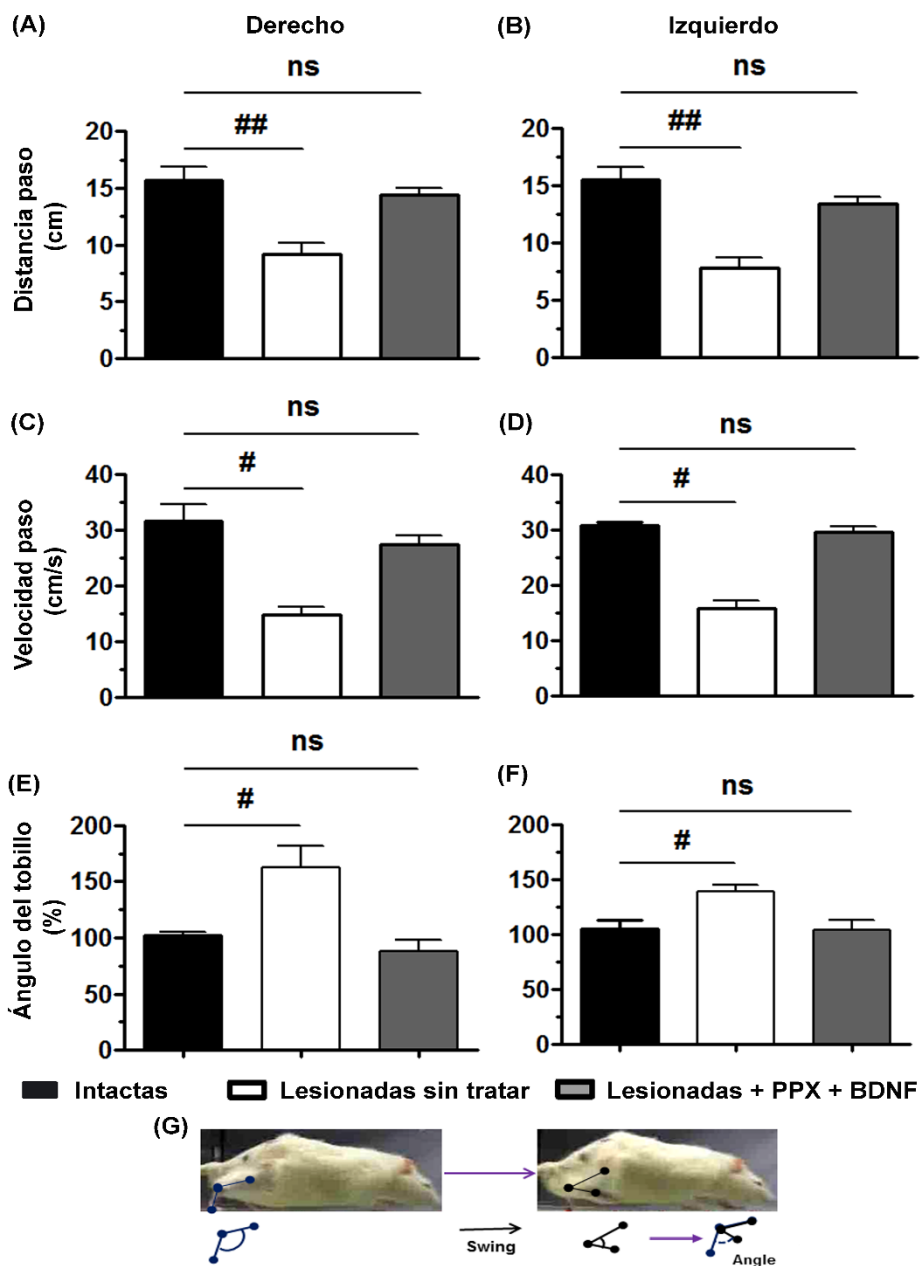 (A) Derecho
(B) Izquierdo
ns
##
Distancia paso
(cm)
20
15
10
5
0
ns
##
20
15
10
5
0
(C)
ns
#
Velocidad paso
(cm/s)
40
30
20
10
0
(D)
ns
#
40
30
20
10
0
(E)
ns
#
Ángulo del tobillo
(%)
200
150
100
50
0
(F)
ns
#
200
150
100
50
0
Intactas Lesionadas sin tratar Lesionadas + PPX + BDNF
(G)
Swing
Angle